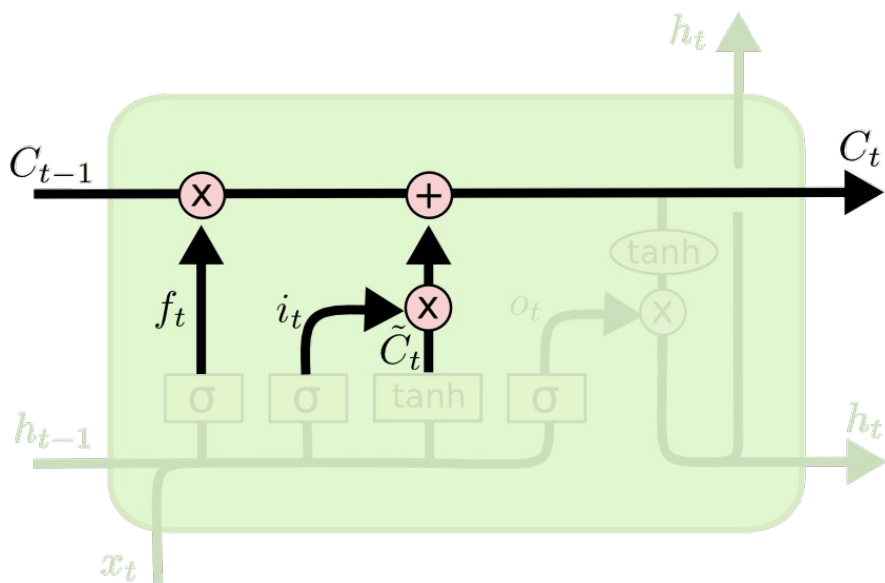 h_t
C_{t-1}
C_t
x
+
tanh
f_t
i_t
x
o_t
x
C̃_t
σ
σ
tanh
σ
h_{t-1}
h_t
x_t